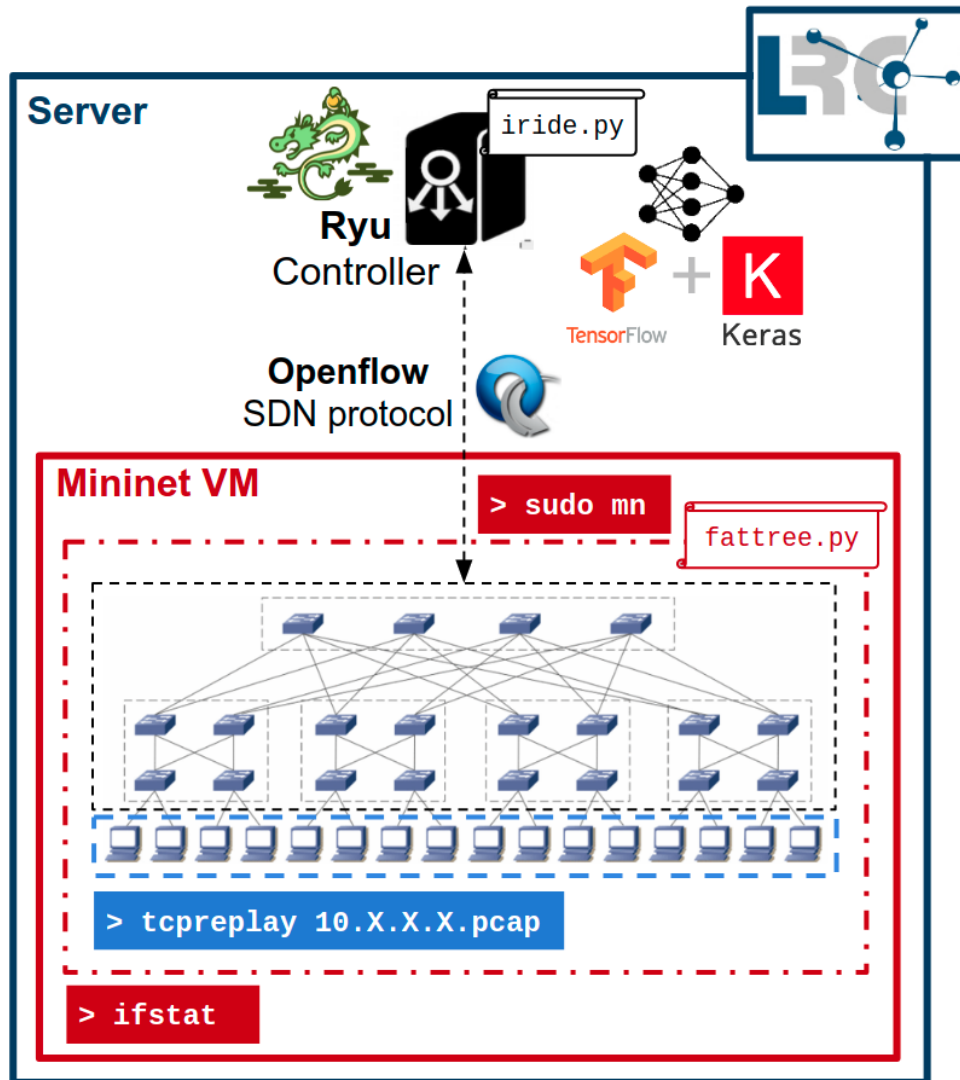 LRC
Server
iride.py
Ryu
Controller
TensorFlow
+
K
Keras
Openflow
SDN protocol
Mininet VM
> sudo mn
fattree.py
> tcpreplay 10.X.X.X.pcap
> ifstat